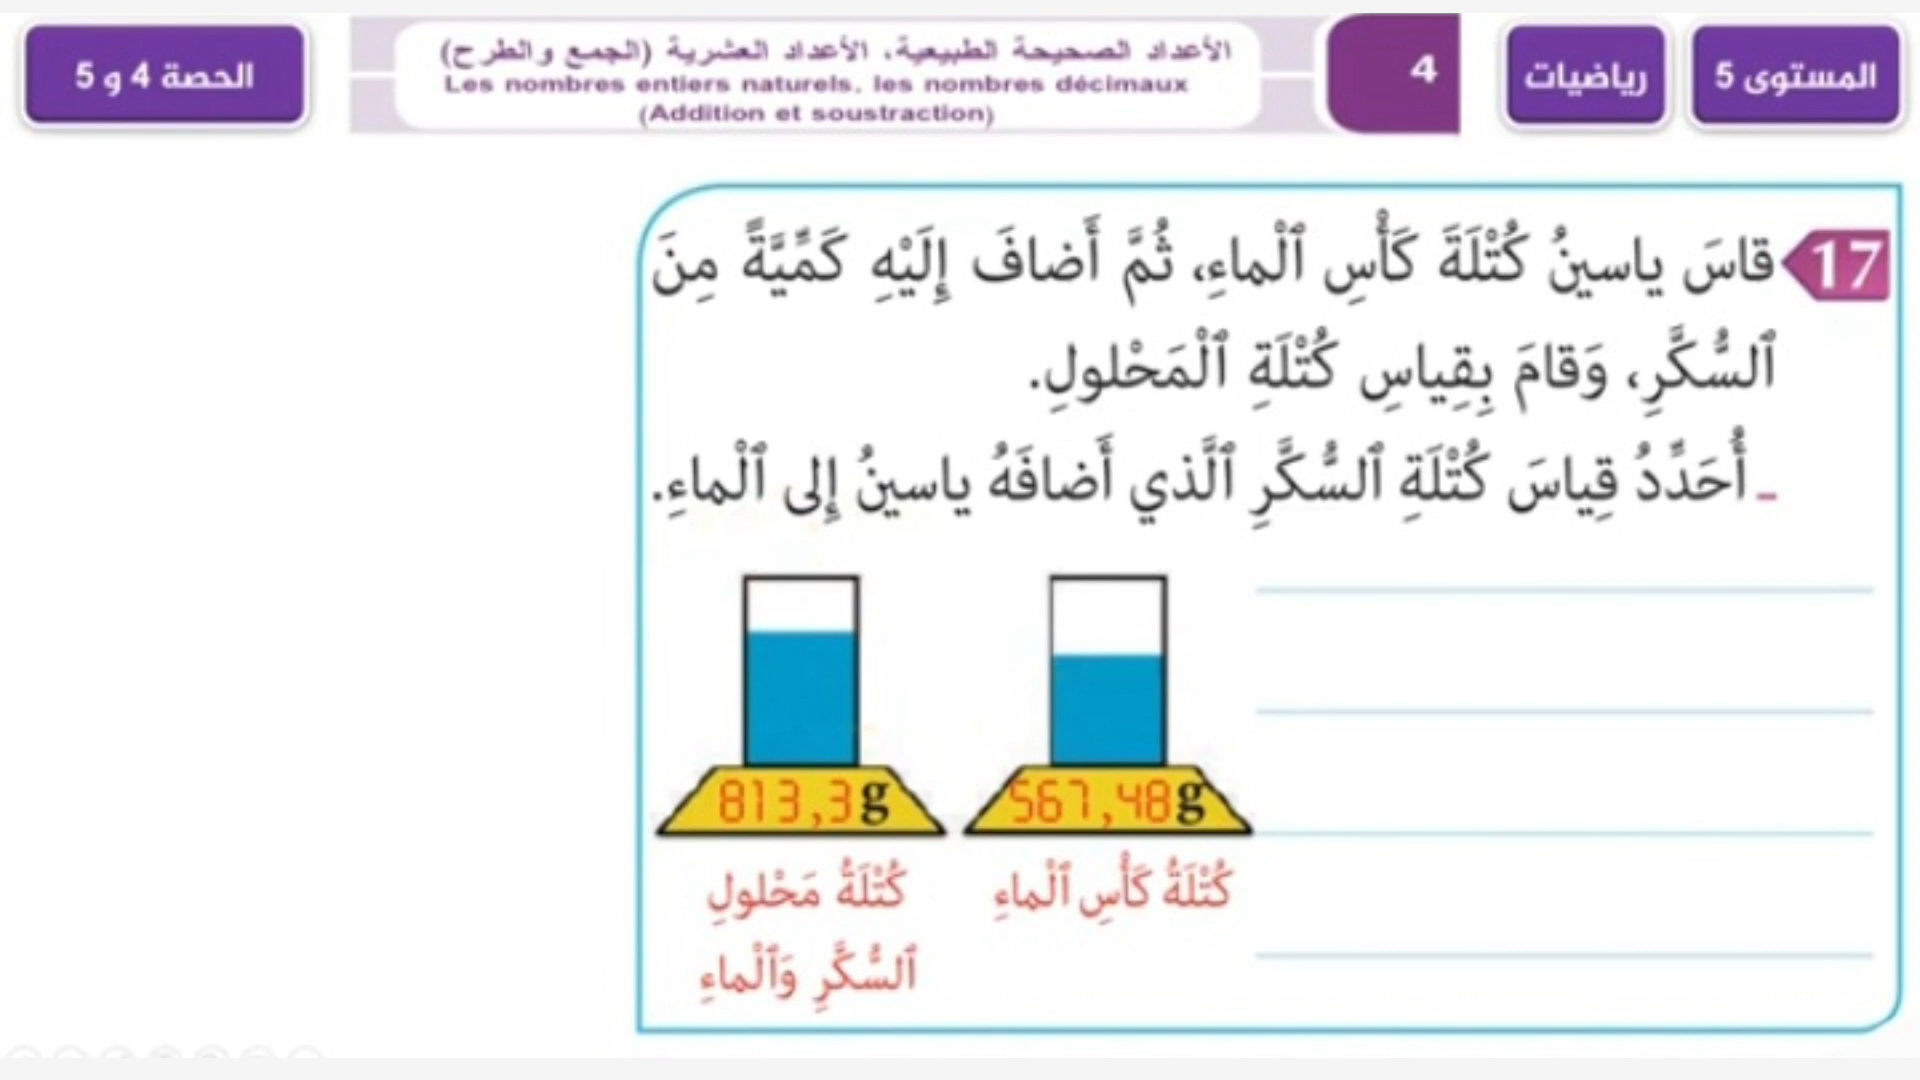 المستوى 5
رياضيات
4
الأعداد الصحيحة الطبيعية، الأعداد العشرية (الجمع و الطرح)
Les nombres entiers naturels, les nombres décimaux
(Addition et soustraction)
الحصة 4 و 5
17 قاسَ ياسينُ كُتْلَةَ كَأْسِ ٱلْماءِ، ثُمَّ أَضافَ إِلَيْهِ كَمِّيَّةً مِنَ
ٱلسُّكَّرِ، وَقامَ بِقِياسِ كُتْلَةِ ٱلْمَحْلولِ.
- أُحَدِّدُ قِياسَ كُتْلَةِ ٱلسُّكَّرِ ٱلَّذي أَضافَهُ ياسينُ إِلى ٱلْماءِ.
567,48g
813,3g
كُتْلَةُ كَأْسِ ٱلْماءِ
كُتْلَةُ مَحْلولِ
ٱلسُّكَّرِ وَٱلْماءِ